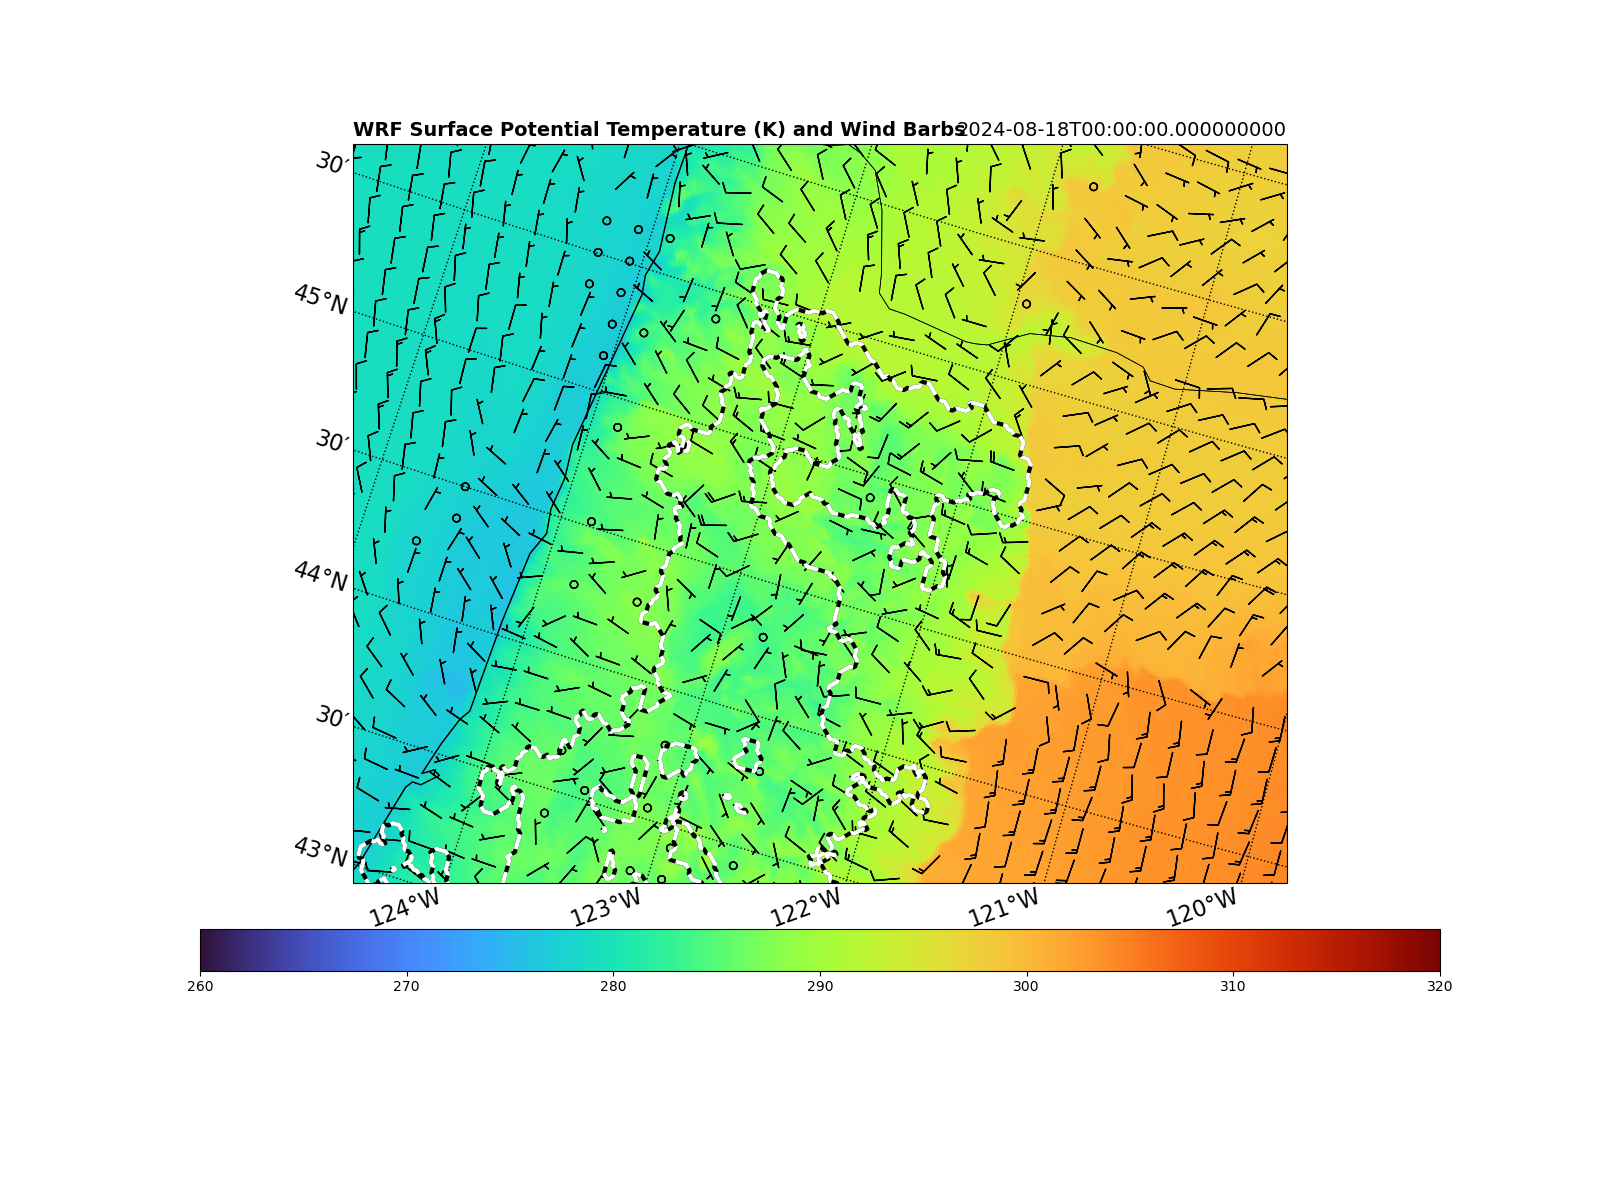 WRF Surface Potential Temperature (K) and Wind Barbs 2024-08-18T00:00:00.000000000
30′
45°N
30′
44°N
30′
43°N
124°W 123°W 122°W 121°W 120°W
260 270 280 290 300 310 320